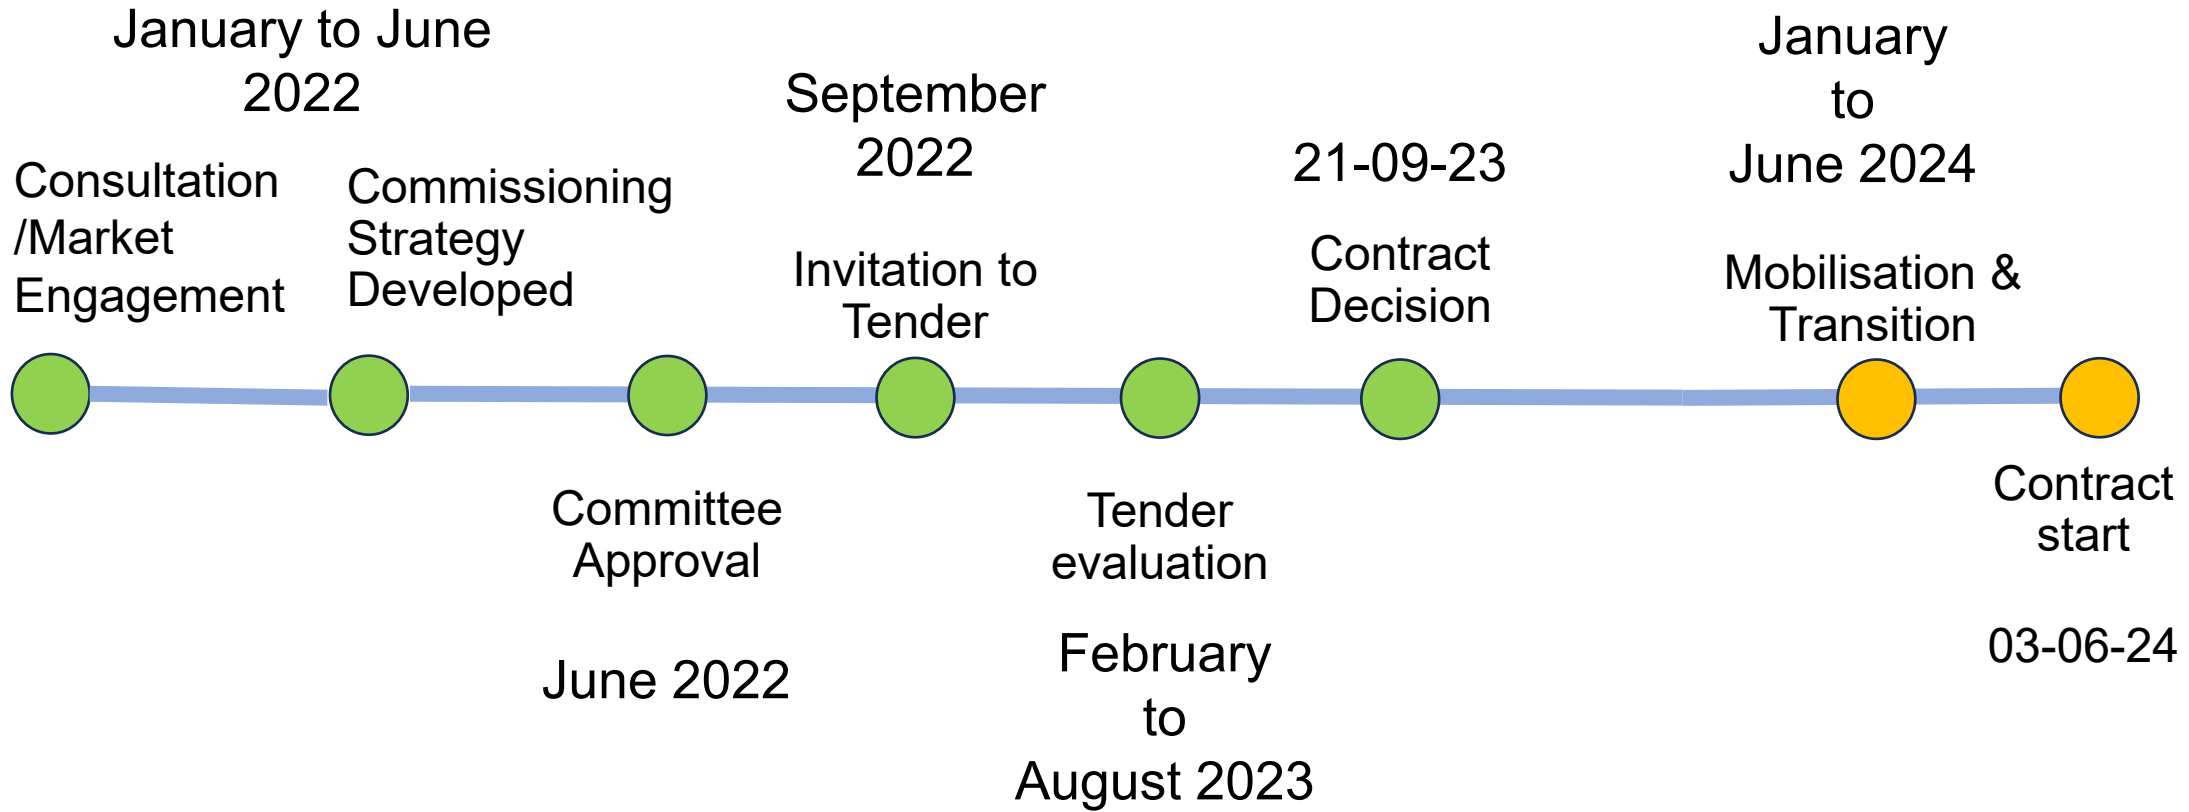 January to June
2022
Consultation
/Market
Engagement
Commissioning
Strategy
Developed
Committee
Approval
June 2022
September
2022
Invitation to
Tender
Tender
evaluation
February
to
August 2023
21-09-23
Contract
Decision
January
to
June 2024
Mobilisation &
Transition
Contract
start
03-06-24